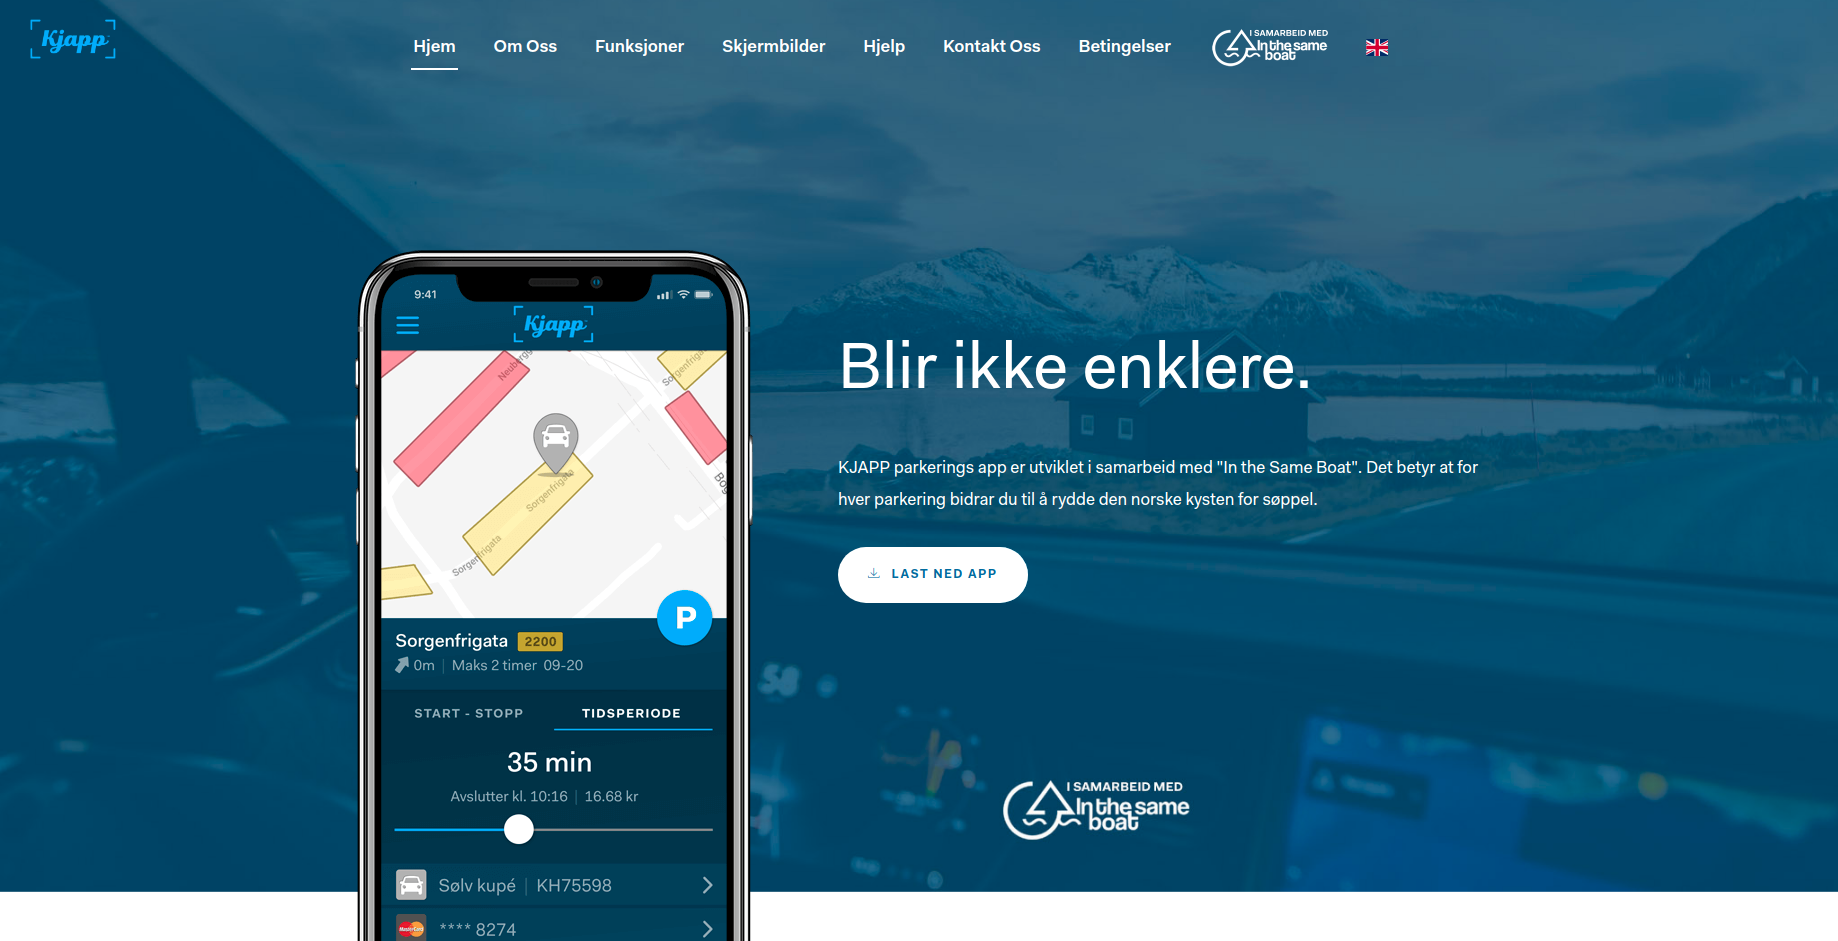 Kjapp
Hjem Om Oss Funksjoner Skjermbilder Hjelp Kontakt Oss Betingelser
I SAMARBEID MED
In the same
boat
9:41
Kjapp
Sorgenfrigata
Sorgenfrigata
Sorgenfrigata
Blir ikke enklere.
KJAPP parkerings app er utviklet i samarbeid med "In the Same Boat". Det betyr at for
hver parkering bidrar du til å rydde den norske kysten for søppel.
LAST NED APP
P
Sorgenfrigata 2200
0m | Maks 2 timer 09-20
START - STOPP TIDSPERIODE
35 min
Avslutter kl. 10:16 | 16.68 kr
Sølv kupé | KH75598
MasterCard **** 8274
I SAMARBEID MED
In the same
boat